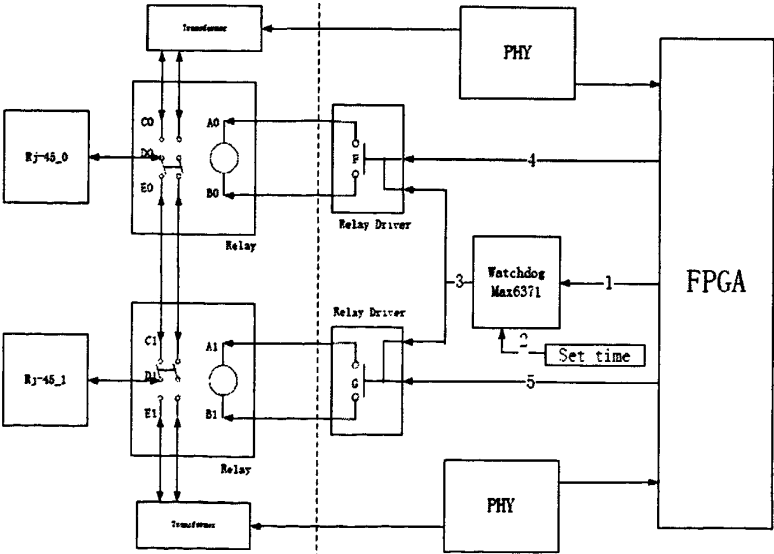 Transformer
PHY
FPGA
Rj-45_0
C0
D0
E0
A0
B0
F
4
Relay
Relay Driver
Watchdog
Max6371
3
1
2
Set time
Relay Driver
Rj-45_1
C1
D1
E1
A1
B1
G
5
Relay
PHY
Transformer